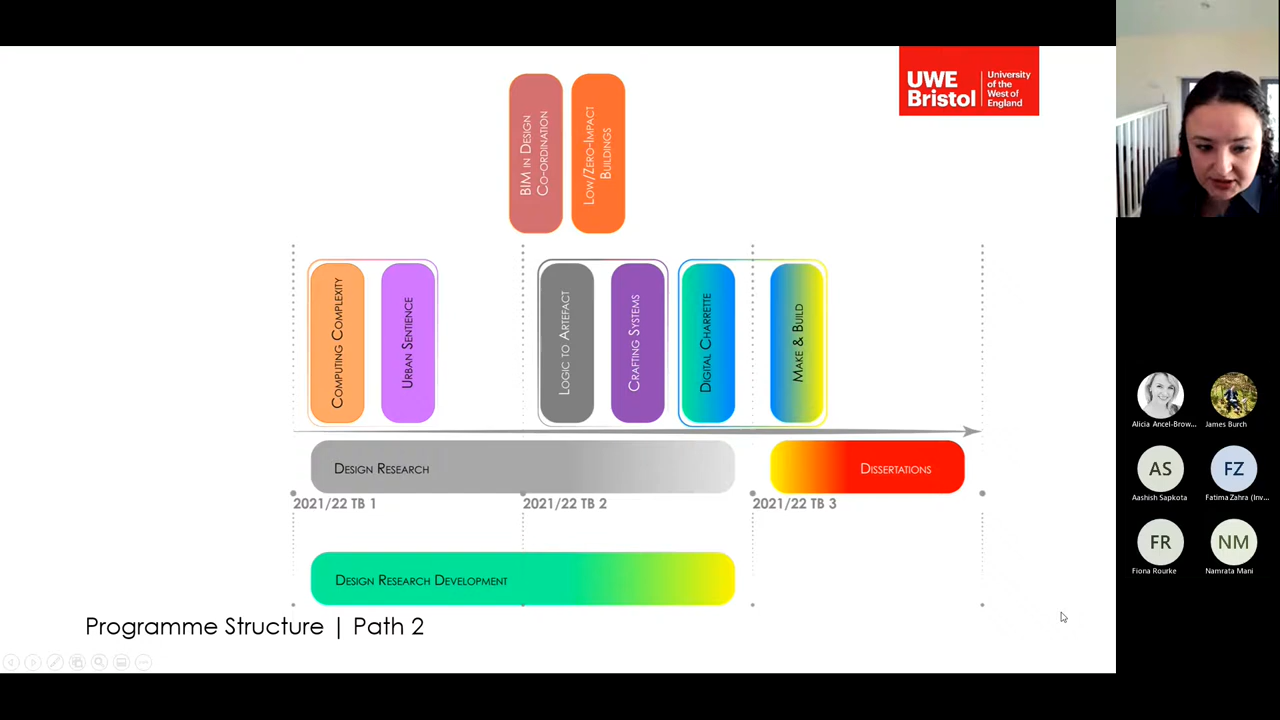 UWE
Bristol
University
of the
West of
England
BIM in Design
Co-ordination
Low/Zero-Impact
Buildings
Computing Complexity
Urban Sentience
Logic to Artefact
Crafting Systems
Digital Charrette
Make & Build
Design Research
Dissertations
2021/22 TB 1
2021/22 TB 2
2021/22 TB 3
Design Research Development
Programme Structure | Path 2
Alicia Ancel-Brow...
James Burch
AS
Aashish Sapkota
FZ
Fatima Zahra (Inv...
FR
Fiona Rourke
NM
Namrata Mani